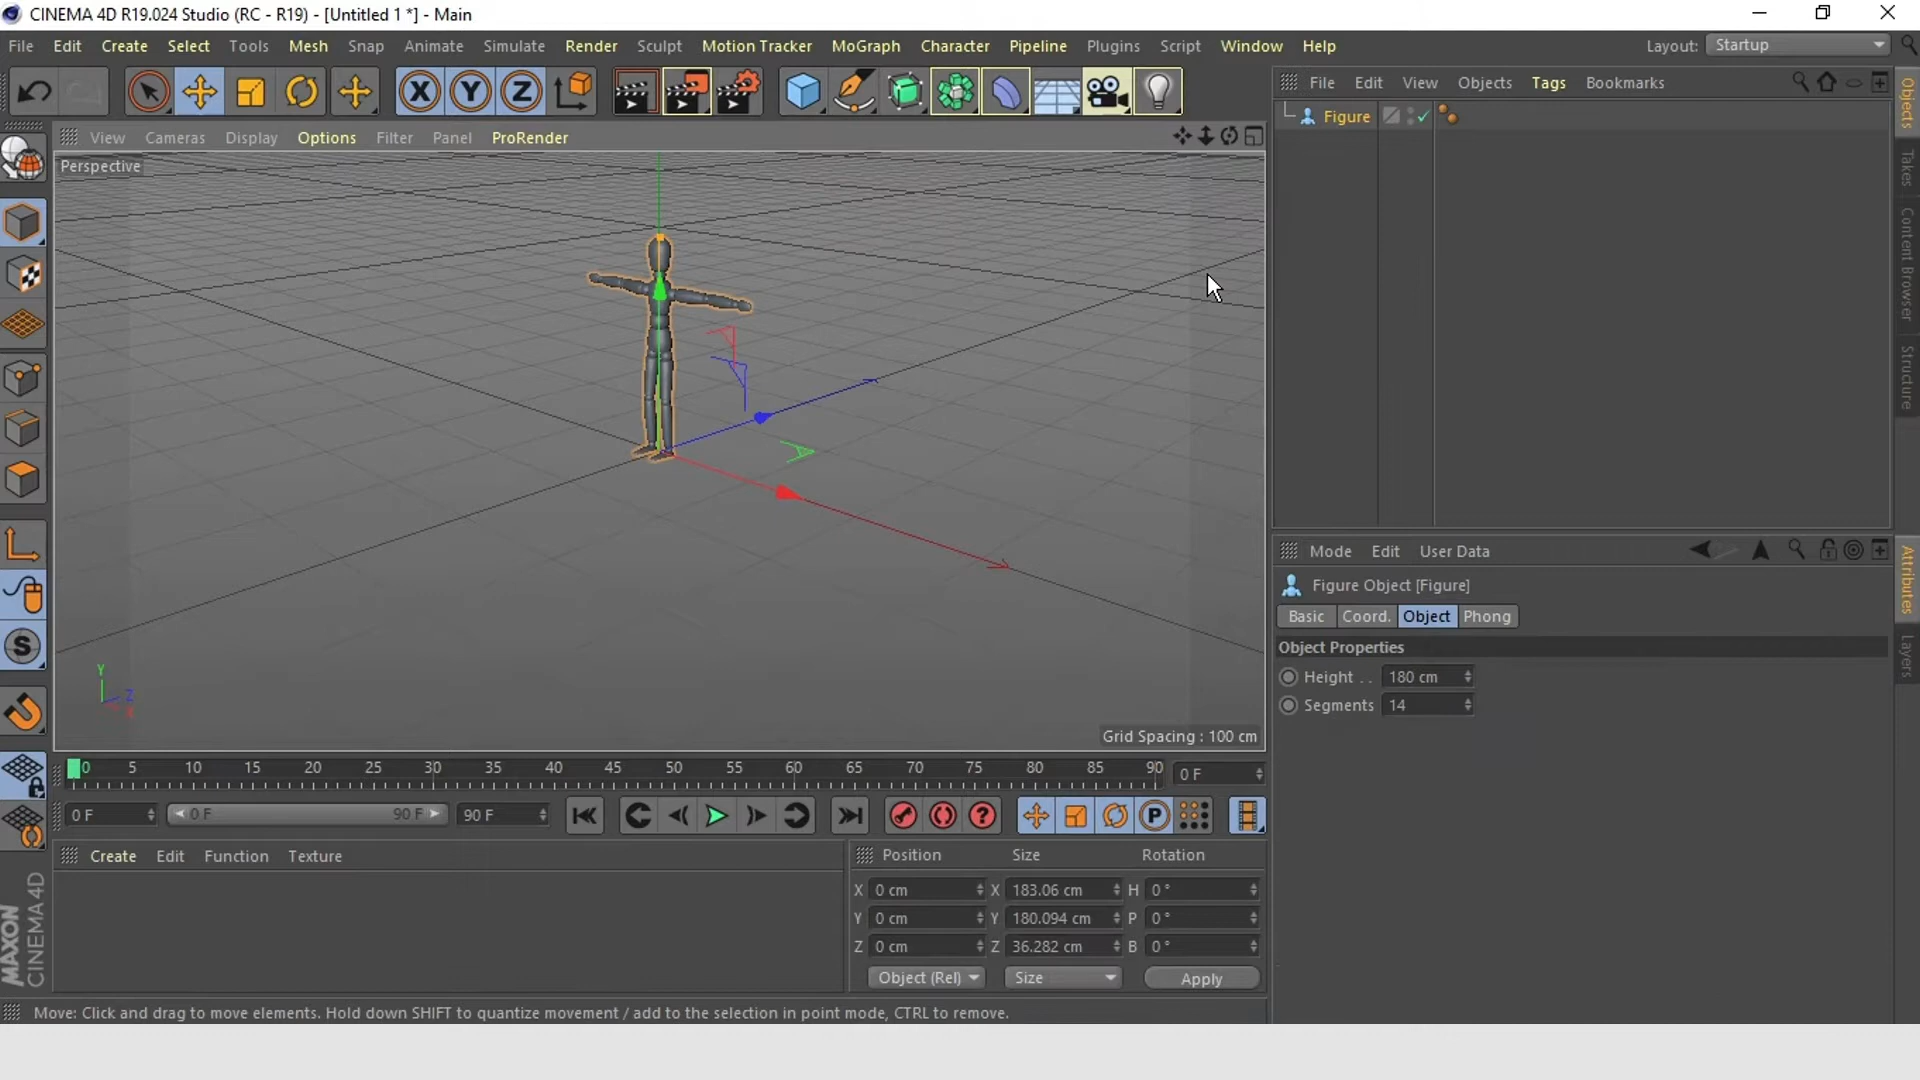 CINEMA 4D R19.024 Studio (RC - R19) - [Untitled 1 *] - Main
File Edit Create Select Tools Mesh Snap Animate Simulate Render Sculpt Motion Tracker MoGraph Character Pipeline Plugins Script Window Help Layout: Startup
X Y Z
File Edit View Objects Tags Bookmarks
Figure
Objects
Takes
Content Browser
Structure
View Cameras Display Options Filter Panel ProRender
Perspective
Y
Z
X
Grid Spacing : 100 cm
Mode Edit User Data
Figure Object [Figure]
Basic Coord. Object Phong
Object Properties
Height . . 180 cm
Segments 14
Attributes
Layers
S
0 5 10 15 20 25 30 35 40 45 50 55 60 65 70 75 80 85 90 0 F
0 F 0 F 90 F 90 F P
Create Edit Function Texture
Position Size Rotation
X 0 cm X 183.06 cm H 0 °
Y 0 cm Y 180.094 cm P 0 °
Z 0 cm Z 36.282 cm B 0 °
Object (Rel) Size Apply
MAXON
CINEMA 4D
Move: Click and drag to move elements. Hold down SHIFT to quantize movement / add to the selection in point mode, CTRL to remove.